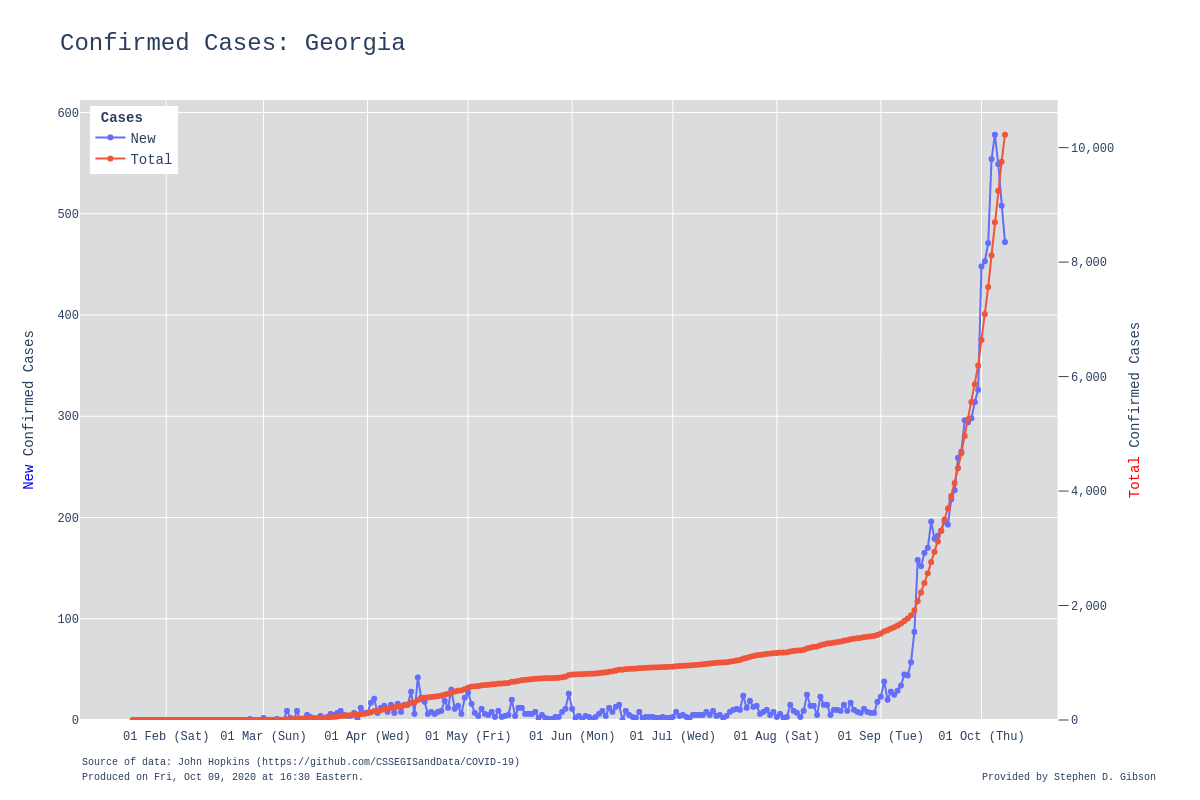 Confirmed Cases: Georgia
Cases
New
Total
600
500
400
300
200
100
0
10,000
8,000
6,000
4,000
2,000
0
New Confirmed Cases
Total Confirmed Cases
01 Feb (Sat) 01 Mar (Sun) 01 Apr (Wed) 01 May (Fri) 01 Jun (Mon) 01 Jul (Wed) 01 Aug (Sat) 01 Sep (Tue) 01 Oct (Thu)
Source of data: John Hopkins (https://github.com/CSSEGISandData/COVID-19)
Produced on Fri, Oct 09, 2020 at 16:30 Eastern.
Provided by Stephen D. Gibson